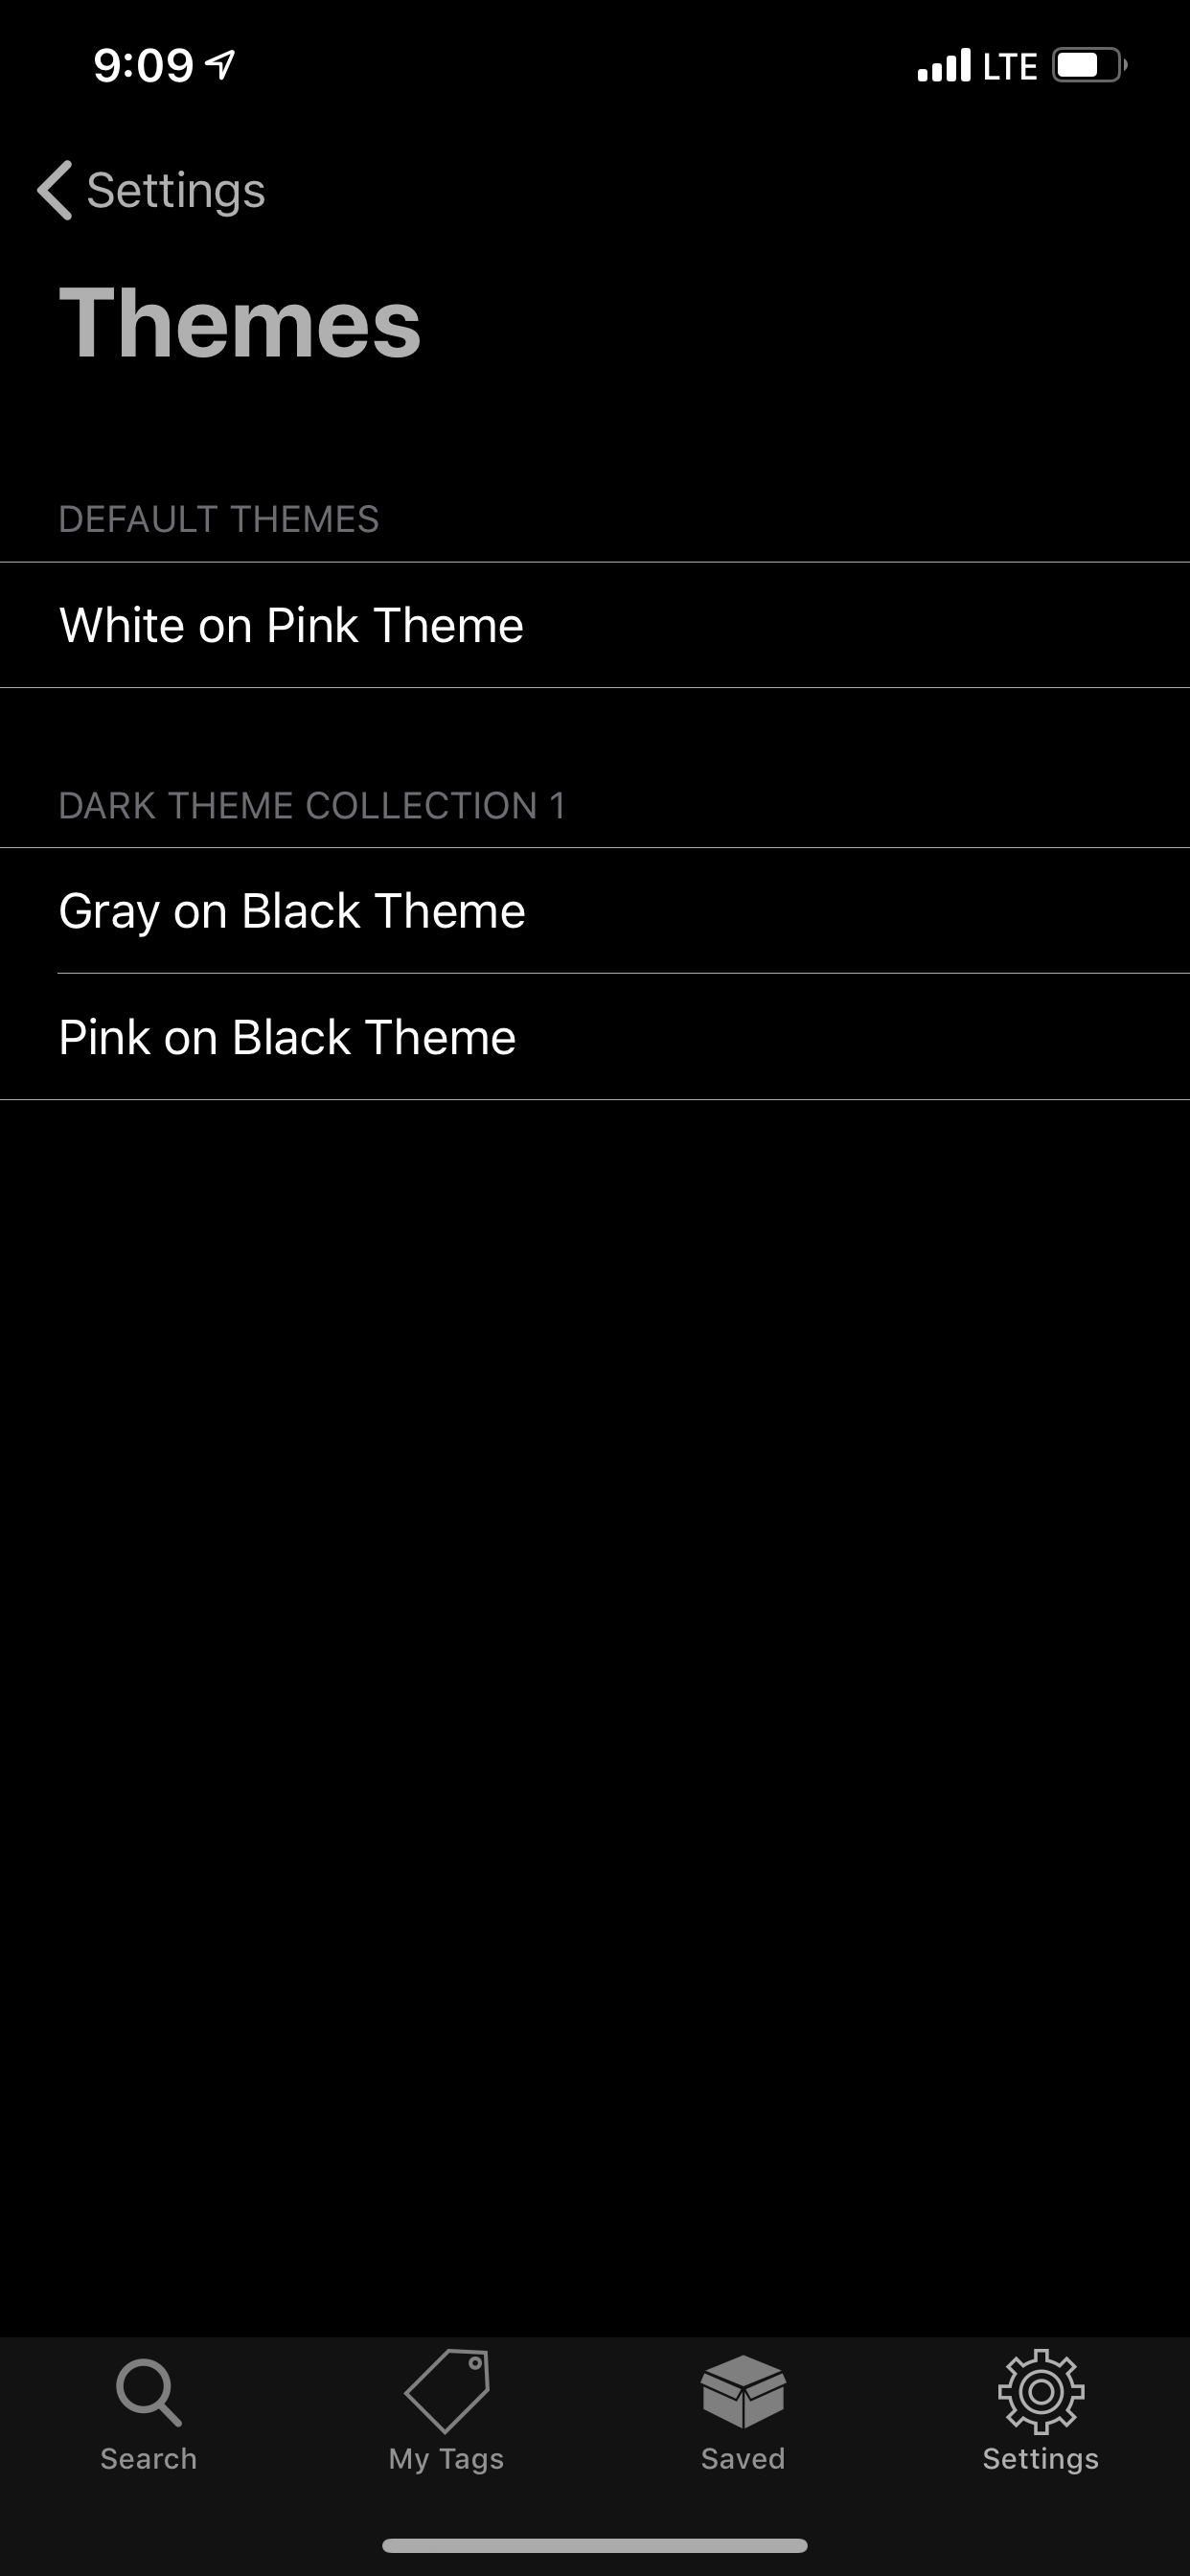 9:09 LTE
Settings
Themes
DEFAULT THEMES
White on Pink Theme
DARK THEME COLLECTION 1
Gray on Black Theme
Pink on Black Theme
Search My Tags Saved Settings